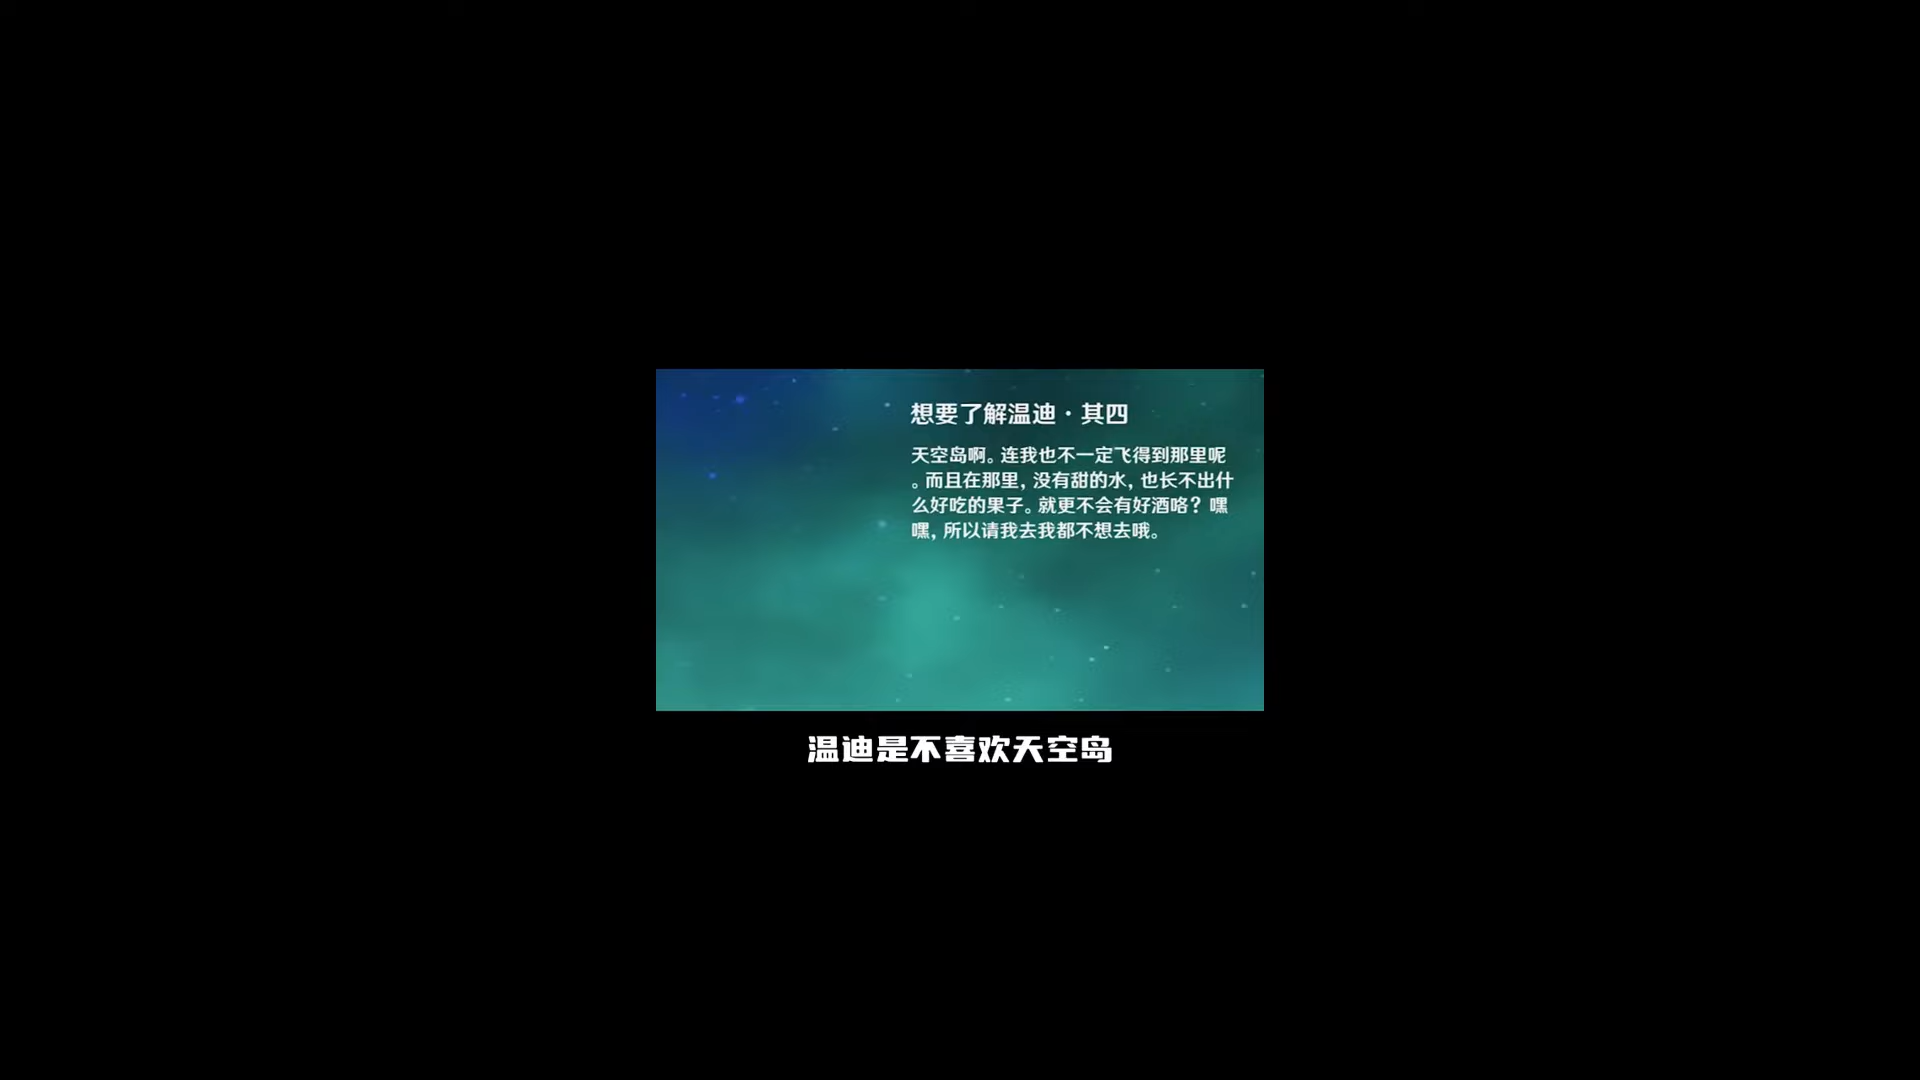 想要了解温迪·其四
天空岛啊。连我也不一定飞得到那里呢
。而且在那里，没有甜的水，也长不出什
么好吃的果子。就更不会有好酒咯？嘿
嘿，所以请我去我都不想去哦。
温迪是不喜欢天空岛